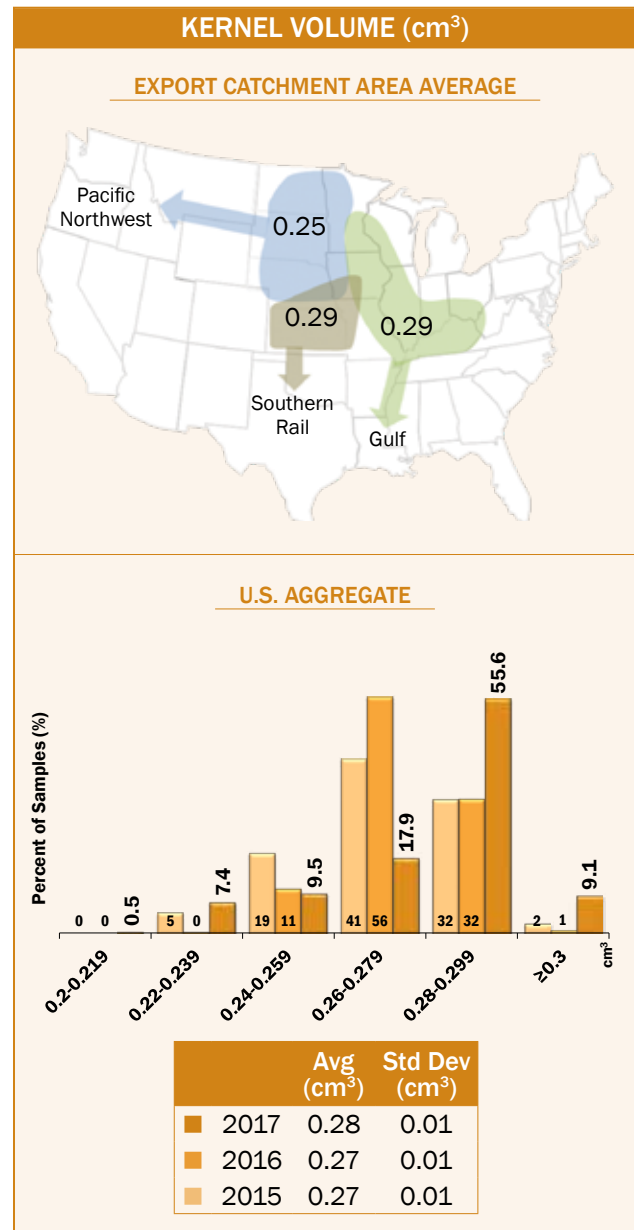 KERNEL VOLUME (cm³)
EXPORT CATCHMENT AREA AVERAGE
Pacific
Northwest
0.25
0.29
0.29
Southern
Rail
Gulf
U.S. AGGREGATE
Percent of Samples (%)
0 0 0.5
5 0 7.4
19 11 9.5
41 56 17.9
32 32 55.6
2 1 9.1
0.2-0.219
0.22-0.239
0.24-0.259
0.26-0.279
0.28-0.299
≥0.3
cm³
Avg Std Dev
(cm³) (cm³)
2017 0.28 0.01
2016 0.27 0.01
2015 0.27 0.01